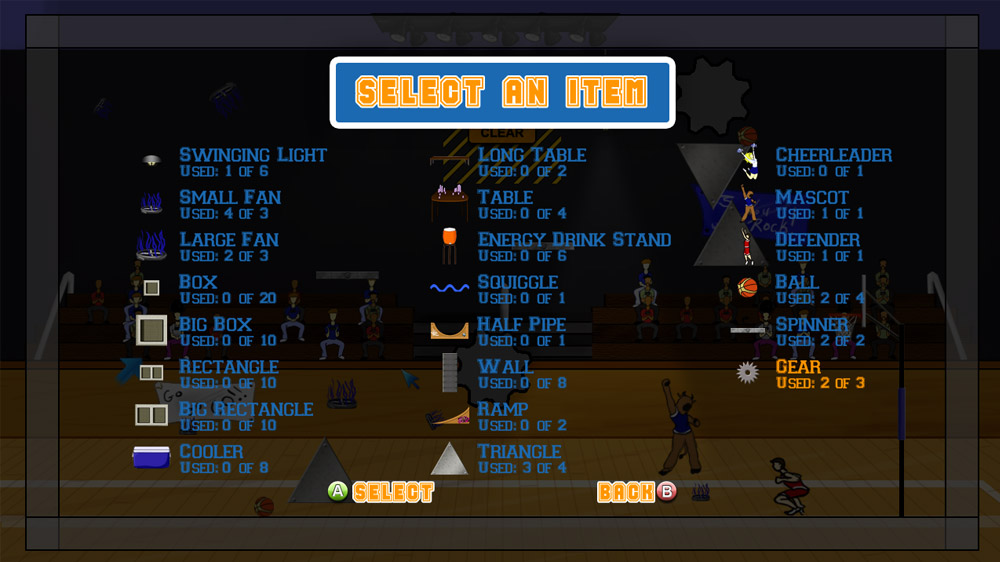 SELECT AN ITEM
CLEAR
SWINGING LIGHT
USED: 1 OF 6
SMALL FAN
USED: 4 OF 3
LARGE FAN
USED: 2 OF 3
BOX
USED: 0 OF 20
BIG BOX
USED: 0 OF 10
RECTANGLE
USED: 0 OF 10
BIG RECTANGLE
USED: 0 OF 10
COOLER
USED: 0 OF 8
LONG TABLE
USED: 0 OF 2
TABLE
USED: 0 OF 4
ENERGY DRINK STAND
USED: 0 OF 6
SQUIGGLE
USED: 0 OF 1
HALF PIPE
USED: 0 OF 1
WALL
USED: 0 OF 8
RAMP
USED: 0 OF 2
TRIANGLE
USED: 3 OF 4
CHEERLEADER
USED: 0 OF 1
MASCOT
USED: 1 OF 1
DEFENDER
USED: 1 OF 1
BALL
USED: 2 OF 4
SPINNER
USED: 2 OF 2
GEAR
USED: 2 OF 3
Rock!
Go
A SELECT
BACK B